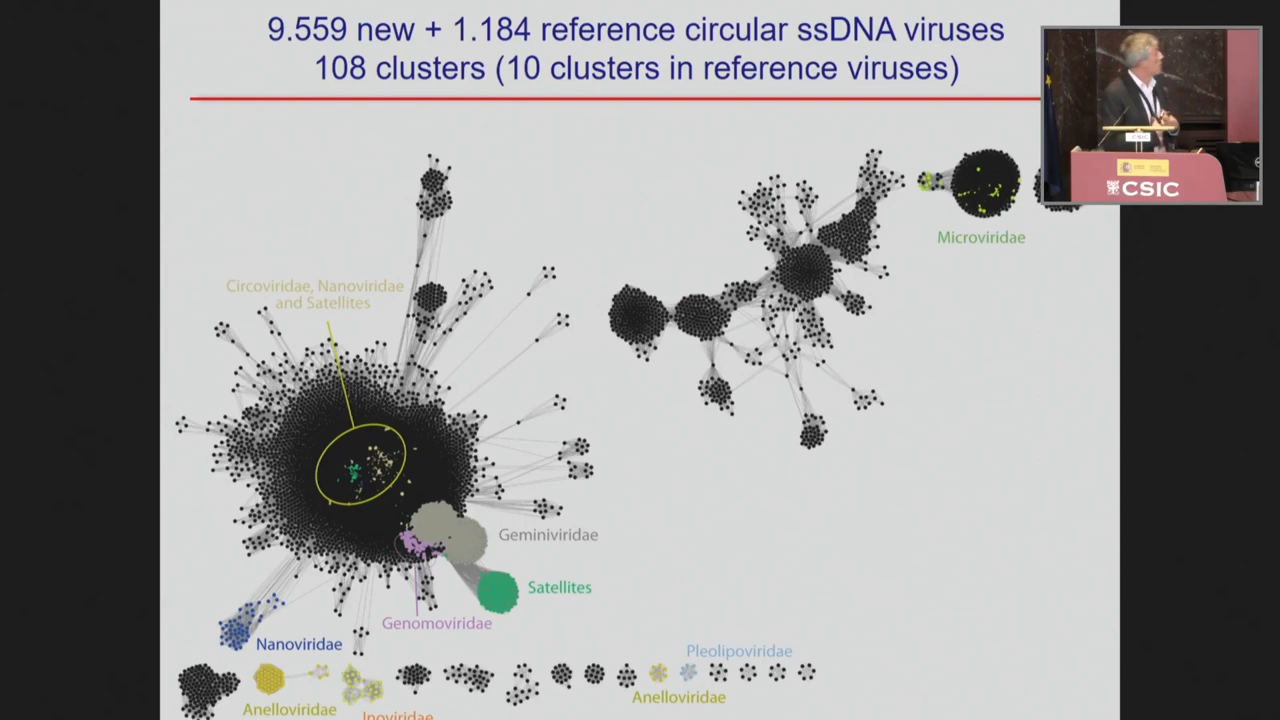 9.559 new + 1.184 reference circular ssDNA viruses
108 clusters (10 clusters in reference viruses)
Circoviridae, Nanoviridae
and Satellites
Microviridae
CSIC
CSIC
Geminiviridae
Satellites
Genomoviridae
Nanoviridae
Pleolipoviridae
Anelloviridae
Anelloviridae
Inoviridae